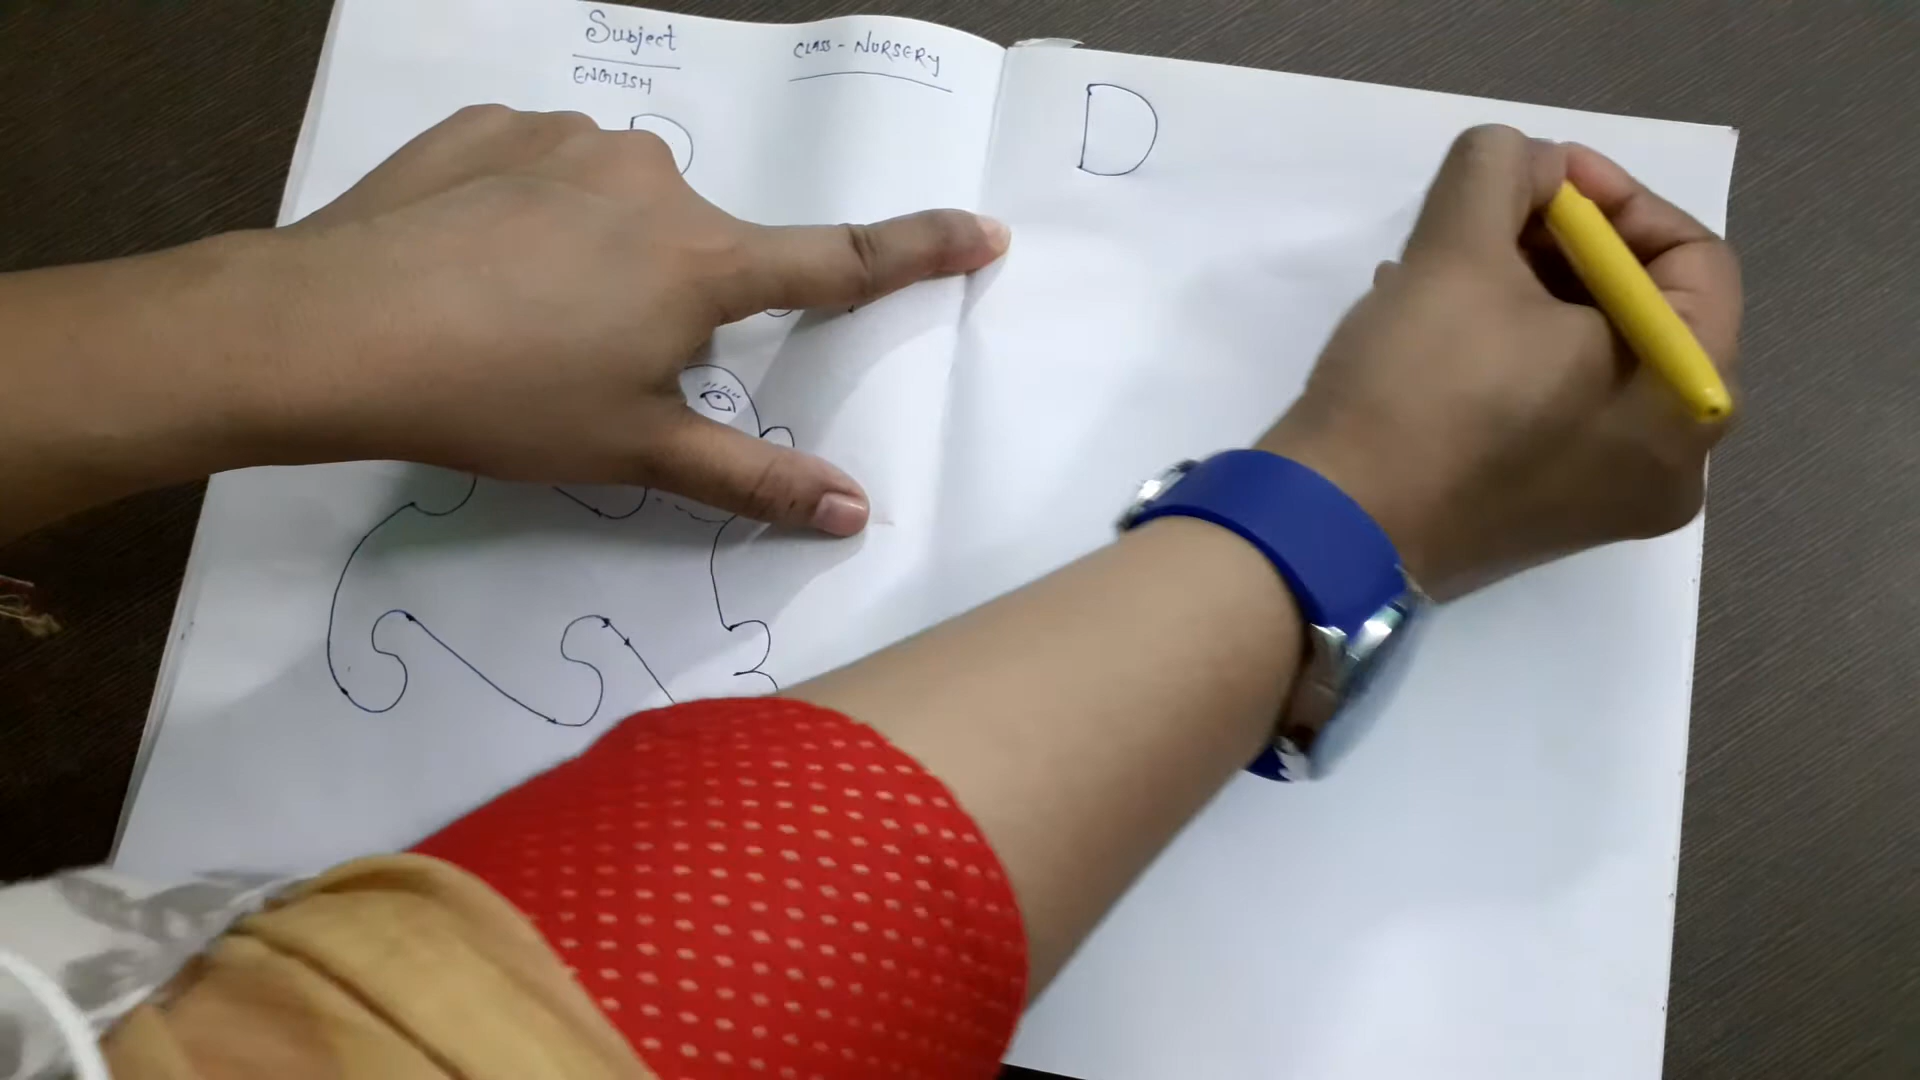 Subject
ENGLISH
CLASS - NURSERY
D
D